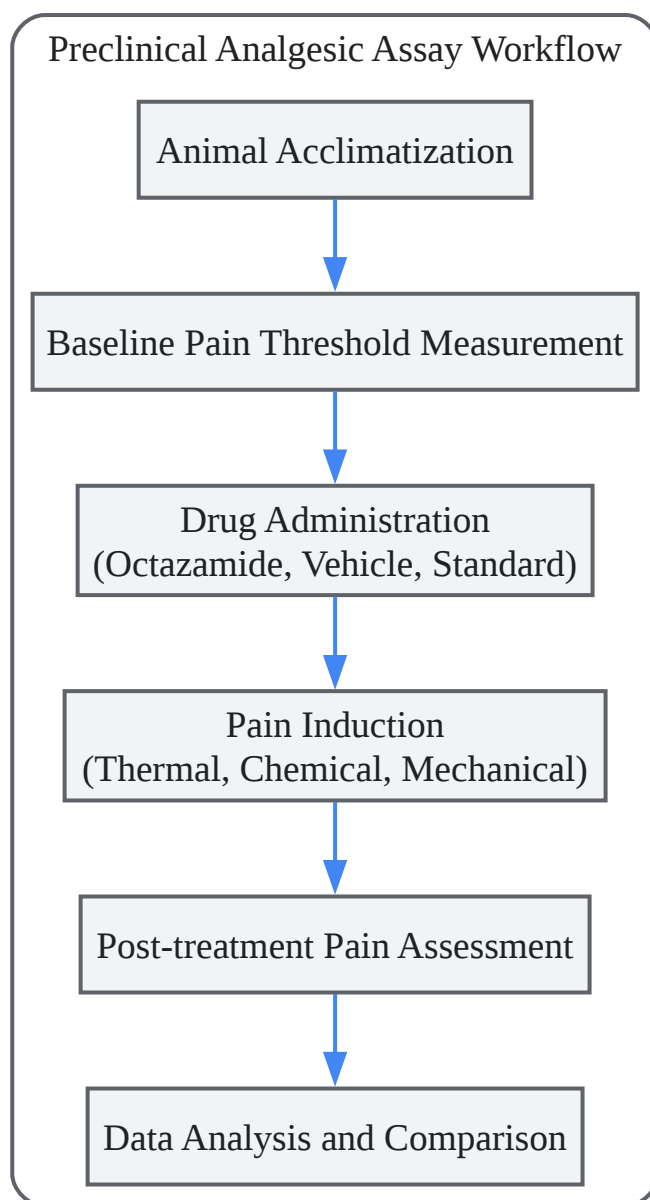 Preclinical Analgesic Assay Workflow
Animal Acclimatization
Baseline Pain Threshold Measurement
Drug Administration
(Octazamide, Vehicle, Standard)
Pain Induction
(Thermal, Chemical, Mechanical)
Post-treatment Pain Assessment
Data Analysis and Comparison